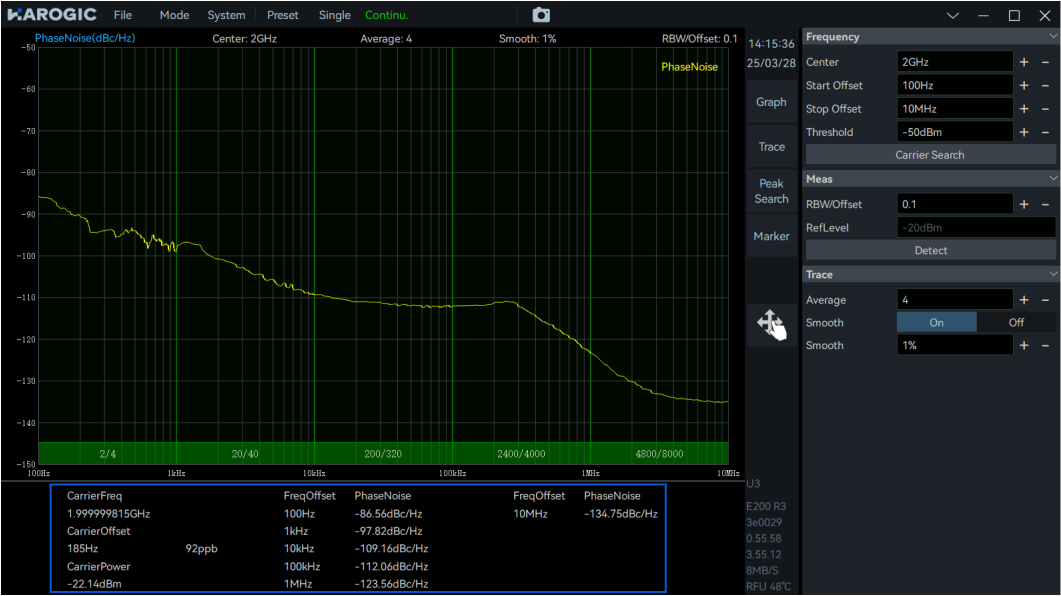 HAROGIC File Mode System Preset Single Continu.
PhaseNoise(dBc/Hz) Center: 2GHz Average: 4 Smooth: 1% RBW/Offset: 0.1
PhaseNoise
-50
-60
-70
-80
-90
-100
-110
-120
-130
-140
-150
2/4 20/40 200/320 2400/4000 4800/8000
100Hz 1kHz 10kHz 100kHz 1MHz 10MHz
CarrierFreq FreqOffset PhaseNoise FreqOffset PhaseNoise
1.999999815GHz 100Hz -86.56dBc/Hz 10MHz -134.75dBc/Hz
CarrierOffset 1kHz -97.82dBc/Hz
185Hz 92ppb 10kHz -109.16dBc/Hz
CarrierPower 100kHz -112.06dBc/Hz
-22.14dBm 1MHz -123.56dBc/Hz
14:15:36
25/03/28
Graph
Trace
Peak
Search
Marker
U3
E200 R3
3e0029
0.55.58
3.55.12
8MB/S
RFU 48℃
Frequency
Center 2GHz + -
Start Offset 100Hz + -
Stop Offset 10MHz + -
Threshold -50dBm + -
Carrier Search
Meas
RBW/Offset 0.1 + -
RefLevel -20dBm
Detect
Trace
Average 4 + -
Smooth On Off
Smooth 1% + -